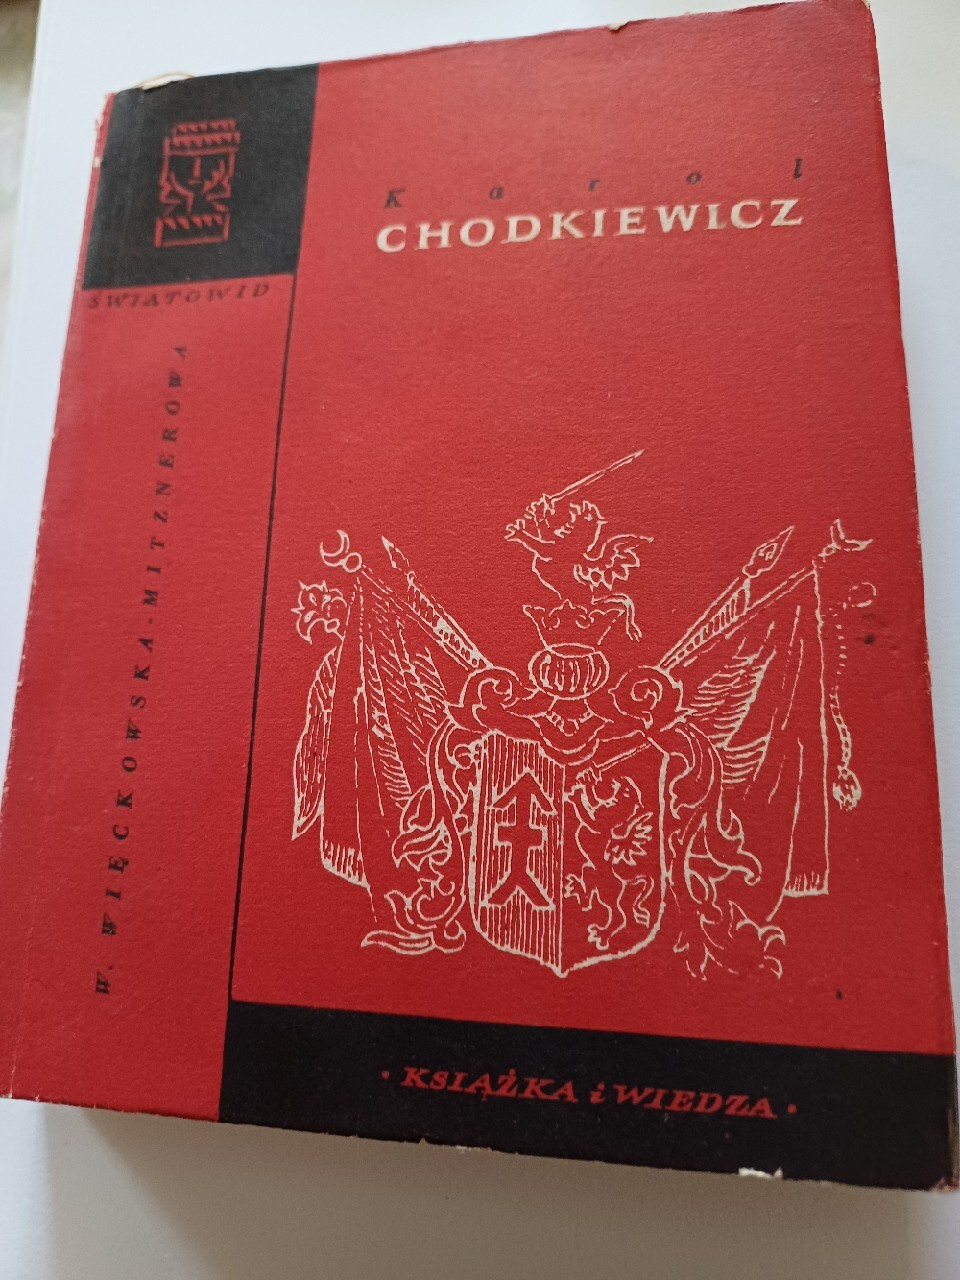 Karol
CHODKIEWICZ
ŚWIATOWID
W. WIĘCKOWSKA-MITZNEROWA
• KSIĄŻKA i WIEDZA •